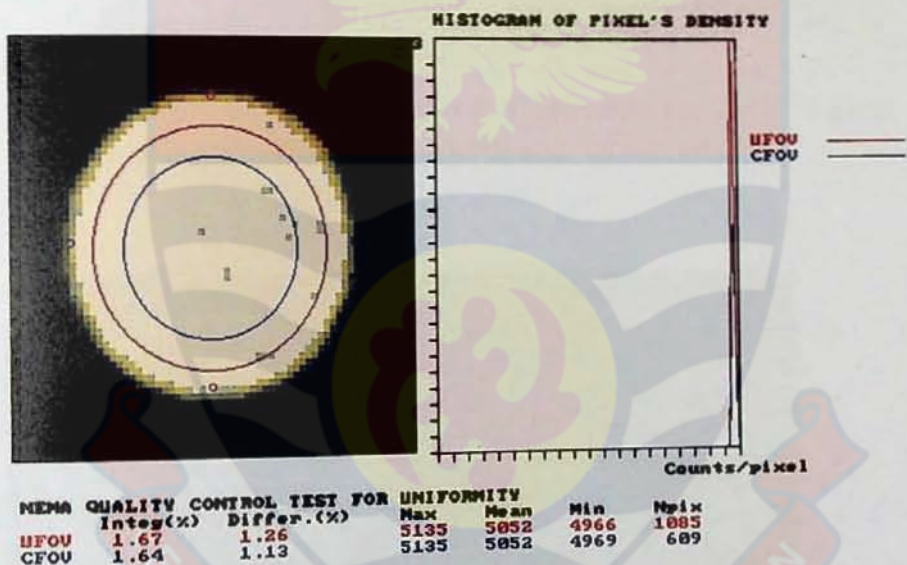 HISTOGRAM OF PIXEL'S DENSITY
3
UFOV
CFOV
Counts/pixel
NEMA QUALITY CONTROL TEST FOR UNIFORMITY
Integ(%) Differ.(%) Max Mean Min Npix
UFOV 1.67 1.26 5135 5052 4966 1085
CFOV 1.64 1.13 5135 5052 4969 609